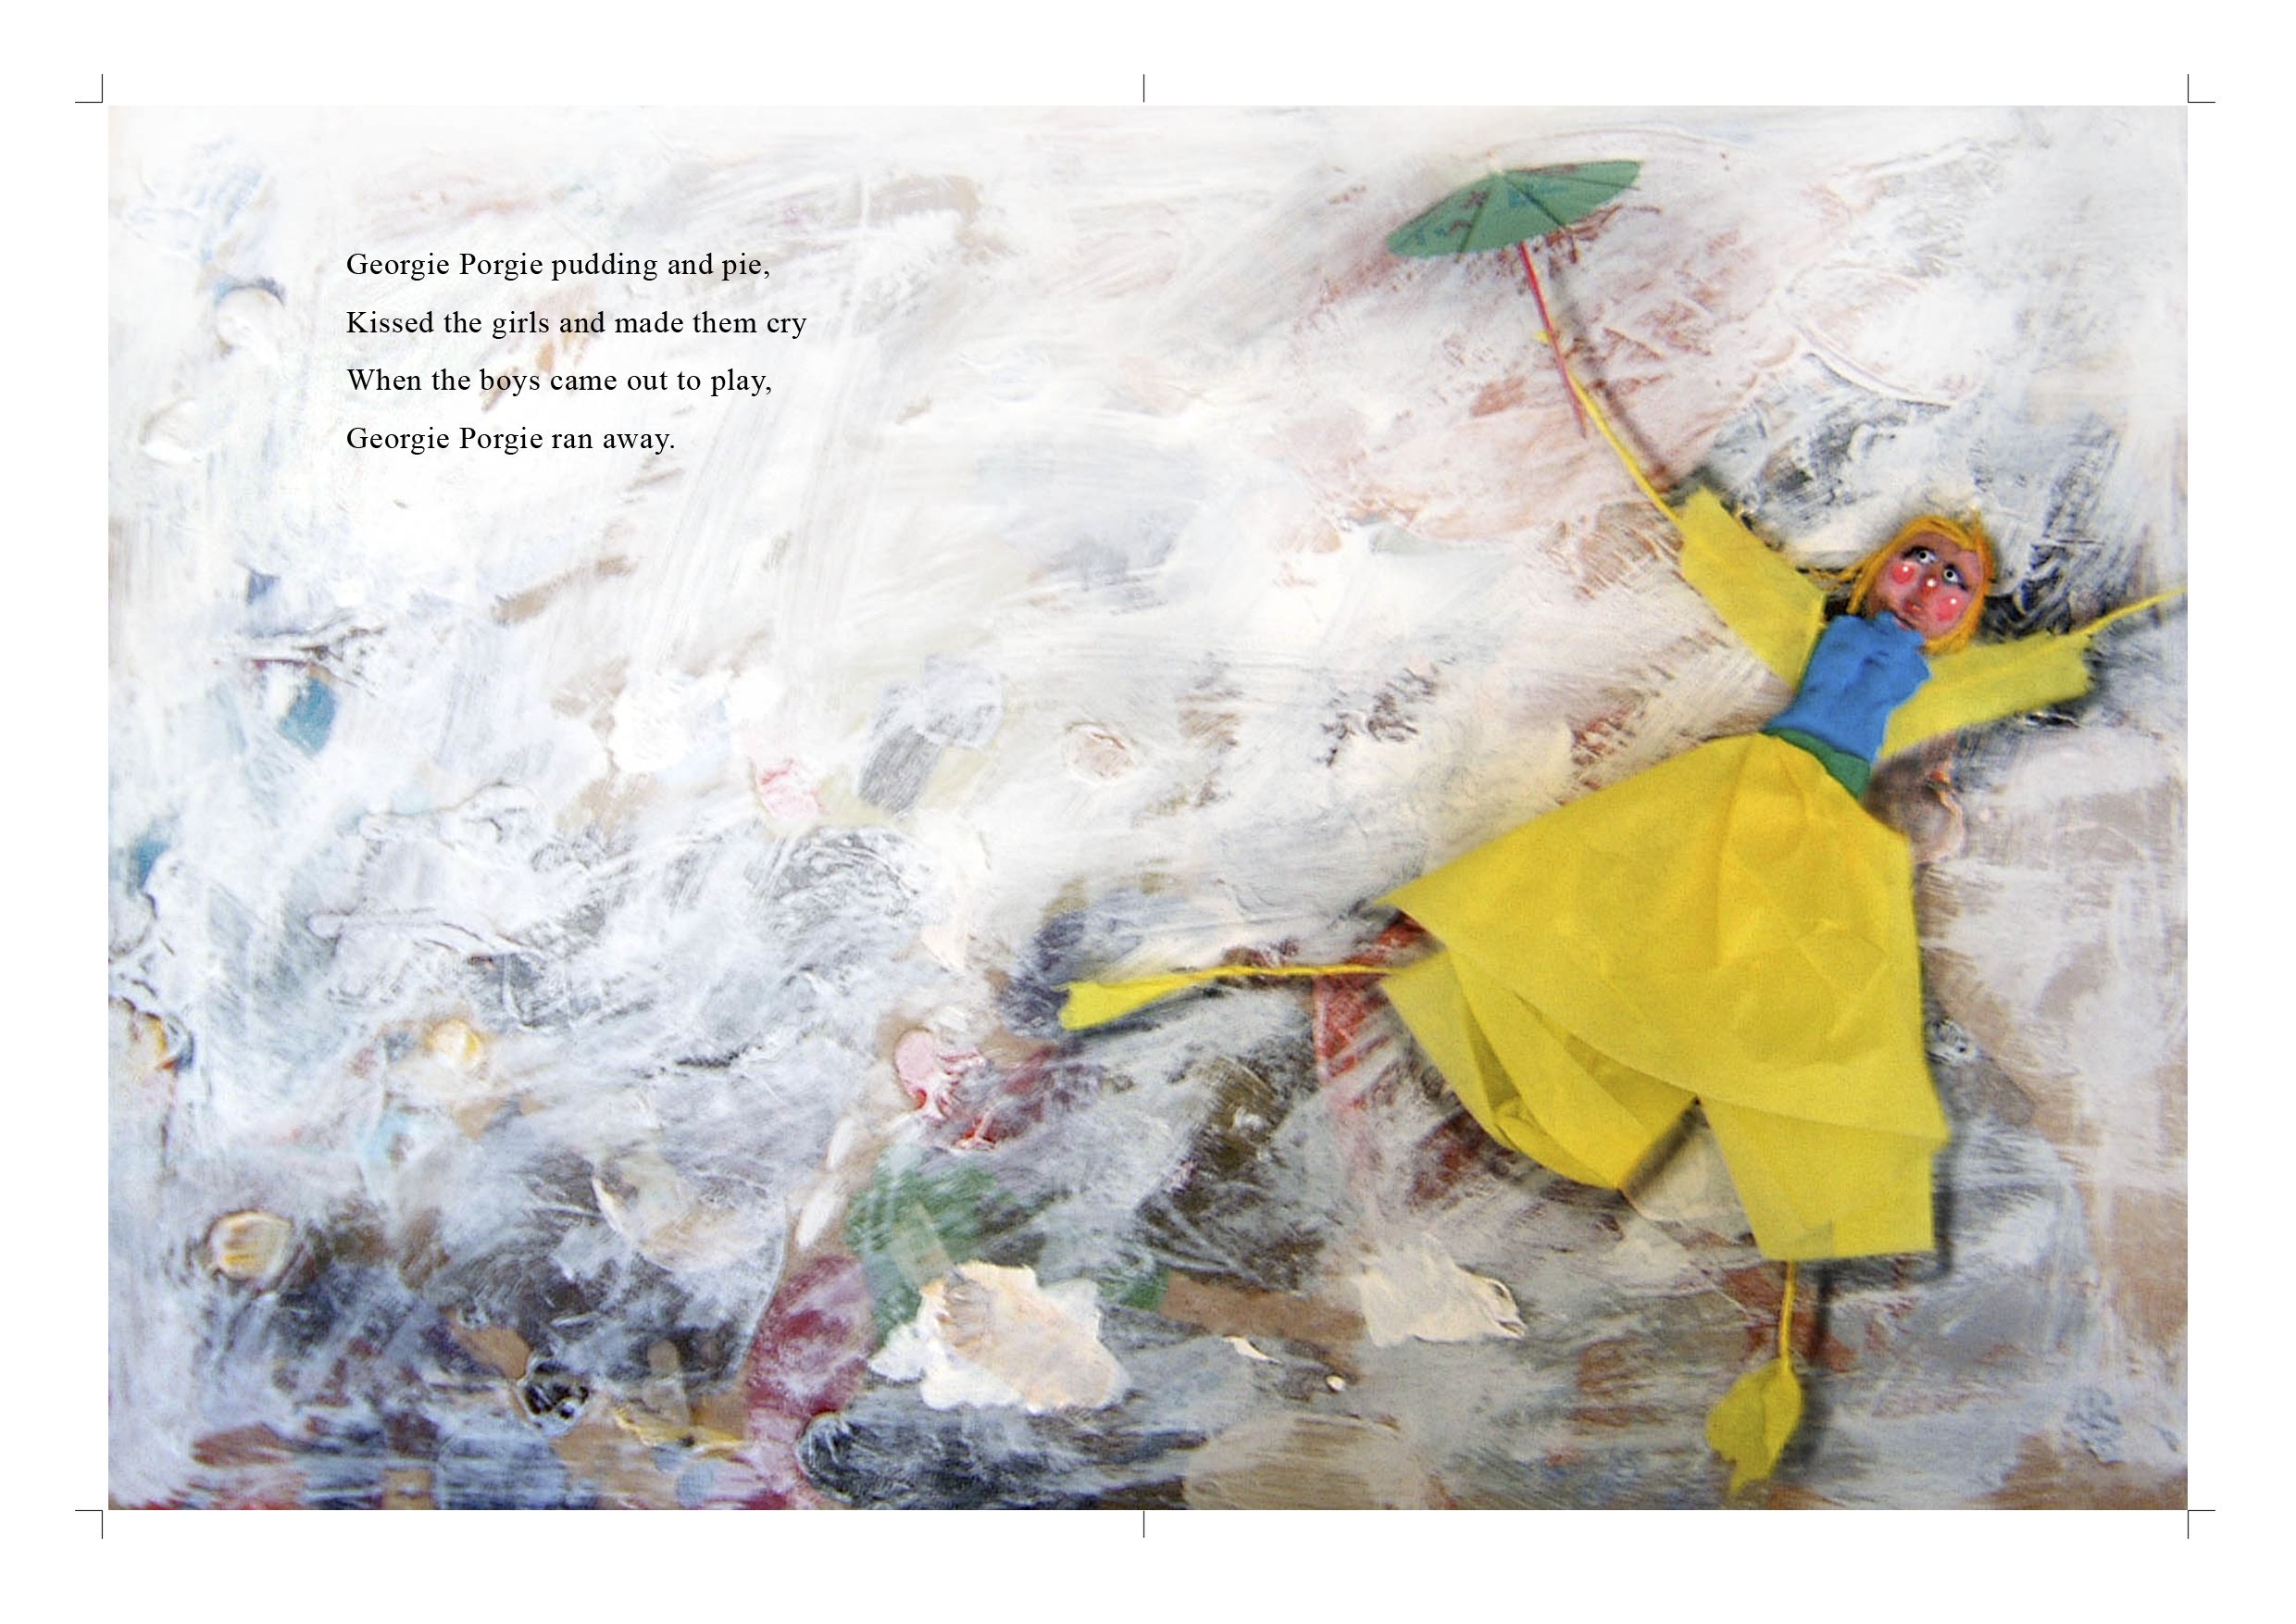 Georgie Porgie pudding and pie,
Kissed the girls and made them cry
When the boys came out to play,
Georgie Porgie ran away.